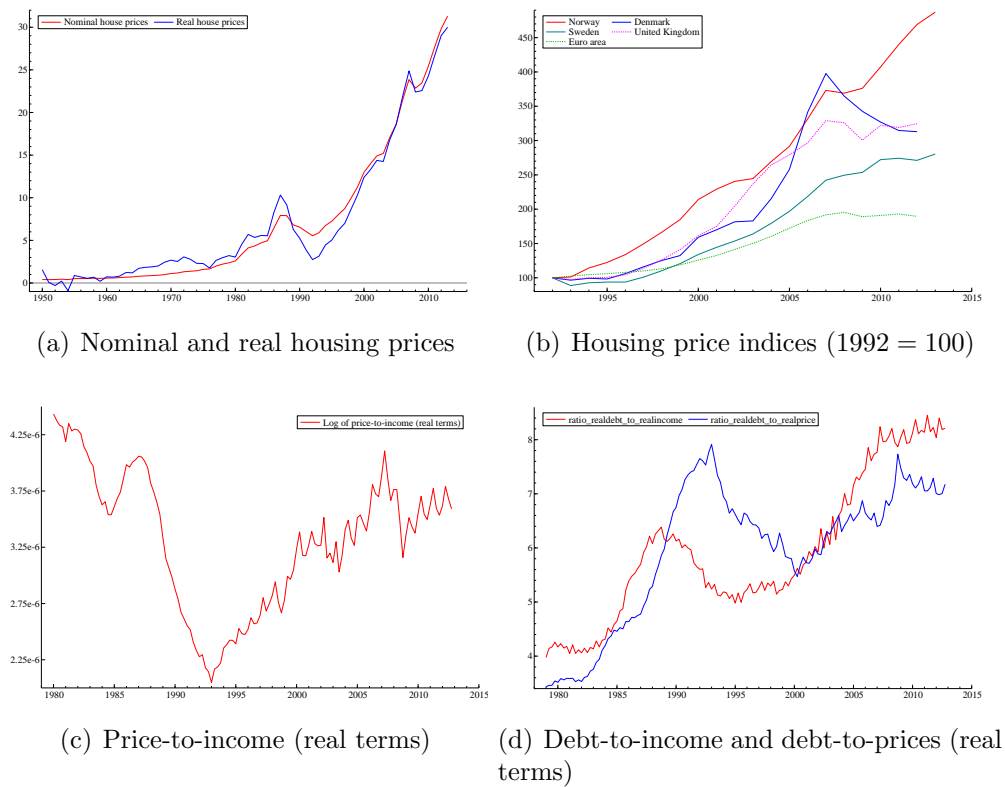 Nominal house prices Real house prices
30
25
20
15
10
5
0
1950 1960 1970 1980 1990 2000 2010
(a) Nominal and real housing prices
Norway Denmark
Sweden United Kingdom
Euro area
450
400
350
300
250
200
150
100
1995 2000 2005 2010 2015
(b) Housing price indices (1992 = 100)
Log of price-to-income (real terms)
4.25e-6
3.75e-6
3.25e-6
2.75e-6
2.25e-6
1980 1985 1990 1995 2000 2005 2010 2015
(c) Price-to-income (real terms)
ratio_realdebt_to_realincome ratio_realdebt_to_realprice
8
7
6
5
4
1980 1985 1990 1995 2000 2005 2010 2015
(d) Debt-to-income and debt-to-prices (real
terms)